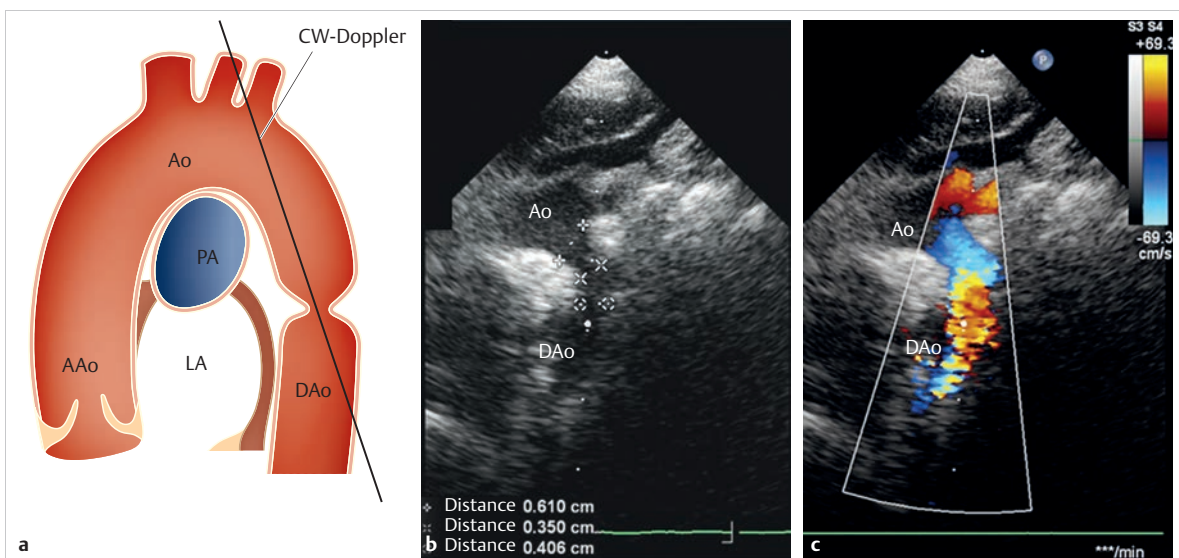 CW-Doppler
Ao
PA
AAo
LA
DAo
a
Ao
DAo
Distance 0.610 cm
Distance 0.350 cm
Distance 0.406 cm
b
S3 S4
+69.3
P
Ao
-69.3
cm/s
DAo
c
***/min